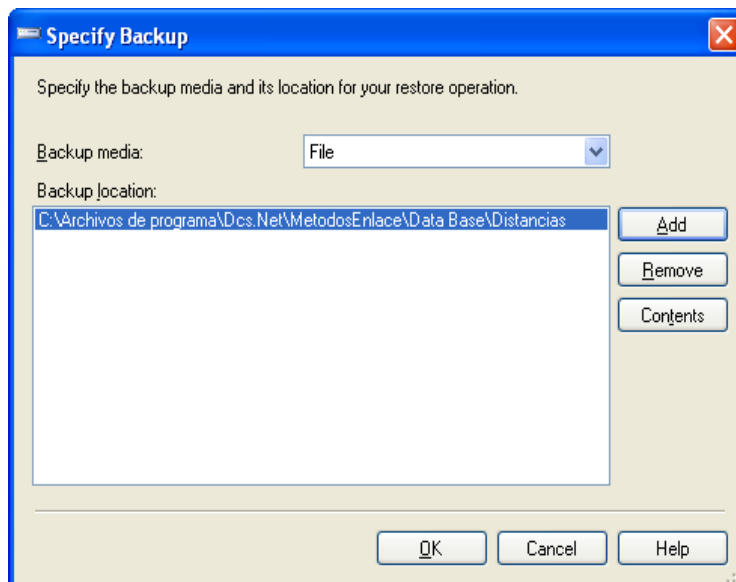 Specify Backup
Specify the backup media and its location for your restore operation.
Backup media: File
Backup location:
C:\Archivos de programa\Dcs.Net\MetodosEnlace\Data Base\Distancias
Add
Remove
Contents
OK Cancel Help